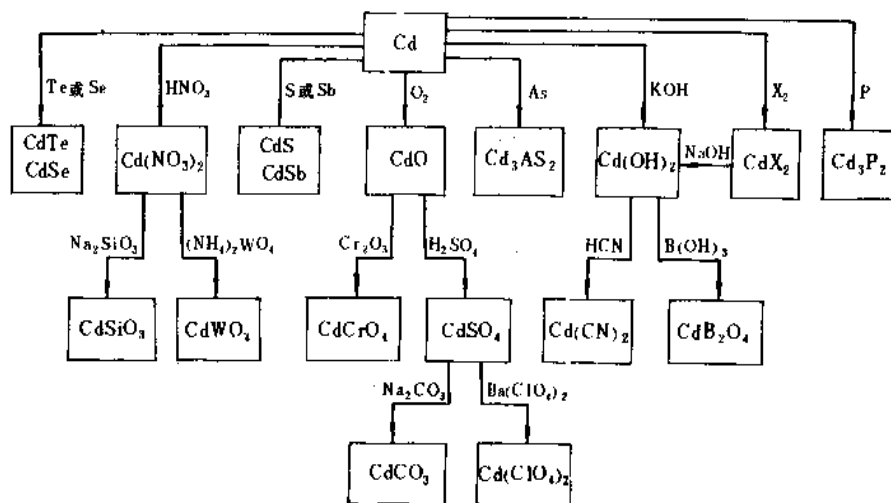 Cd
Te或Se
HNO₃
S或Sb
O₂
As
KOH
X₂
P
CdTe
CdSe
Cd(NO₃)₂
CdS
CdSb
CdO
Cd₃AS₂
Cd(OH)₂
NaOH
CdX₂
Cd₃P₂
Na₂SiO₃
(NH₄)₂WO₄
Cr₂O₃
H₂SO₄
HCN
B(OH)₃
CdSiO₃
CdWO₄
CdCrO₄
CdSO₄
Cd(CN)₂
CdB₂O₄
Na₂CO₃
Ba(ClO₄)₂
CdCO₃
Cd(ClO₄)₂